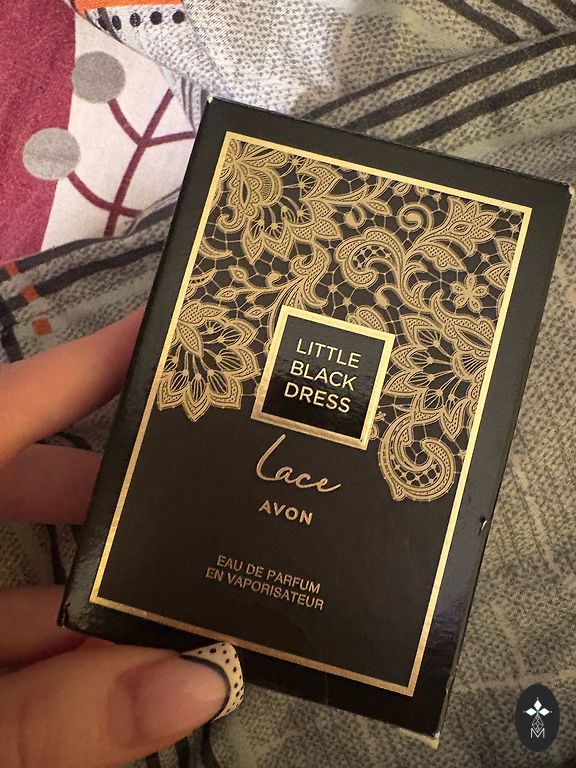 LITTLE
BLACK
DRESS
Lace
AVON
EAU DE PARFUM
EN VAPORISATEUR
M